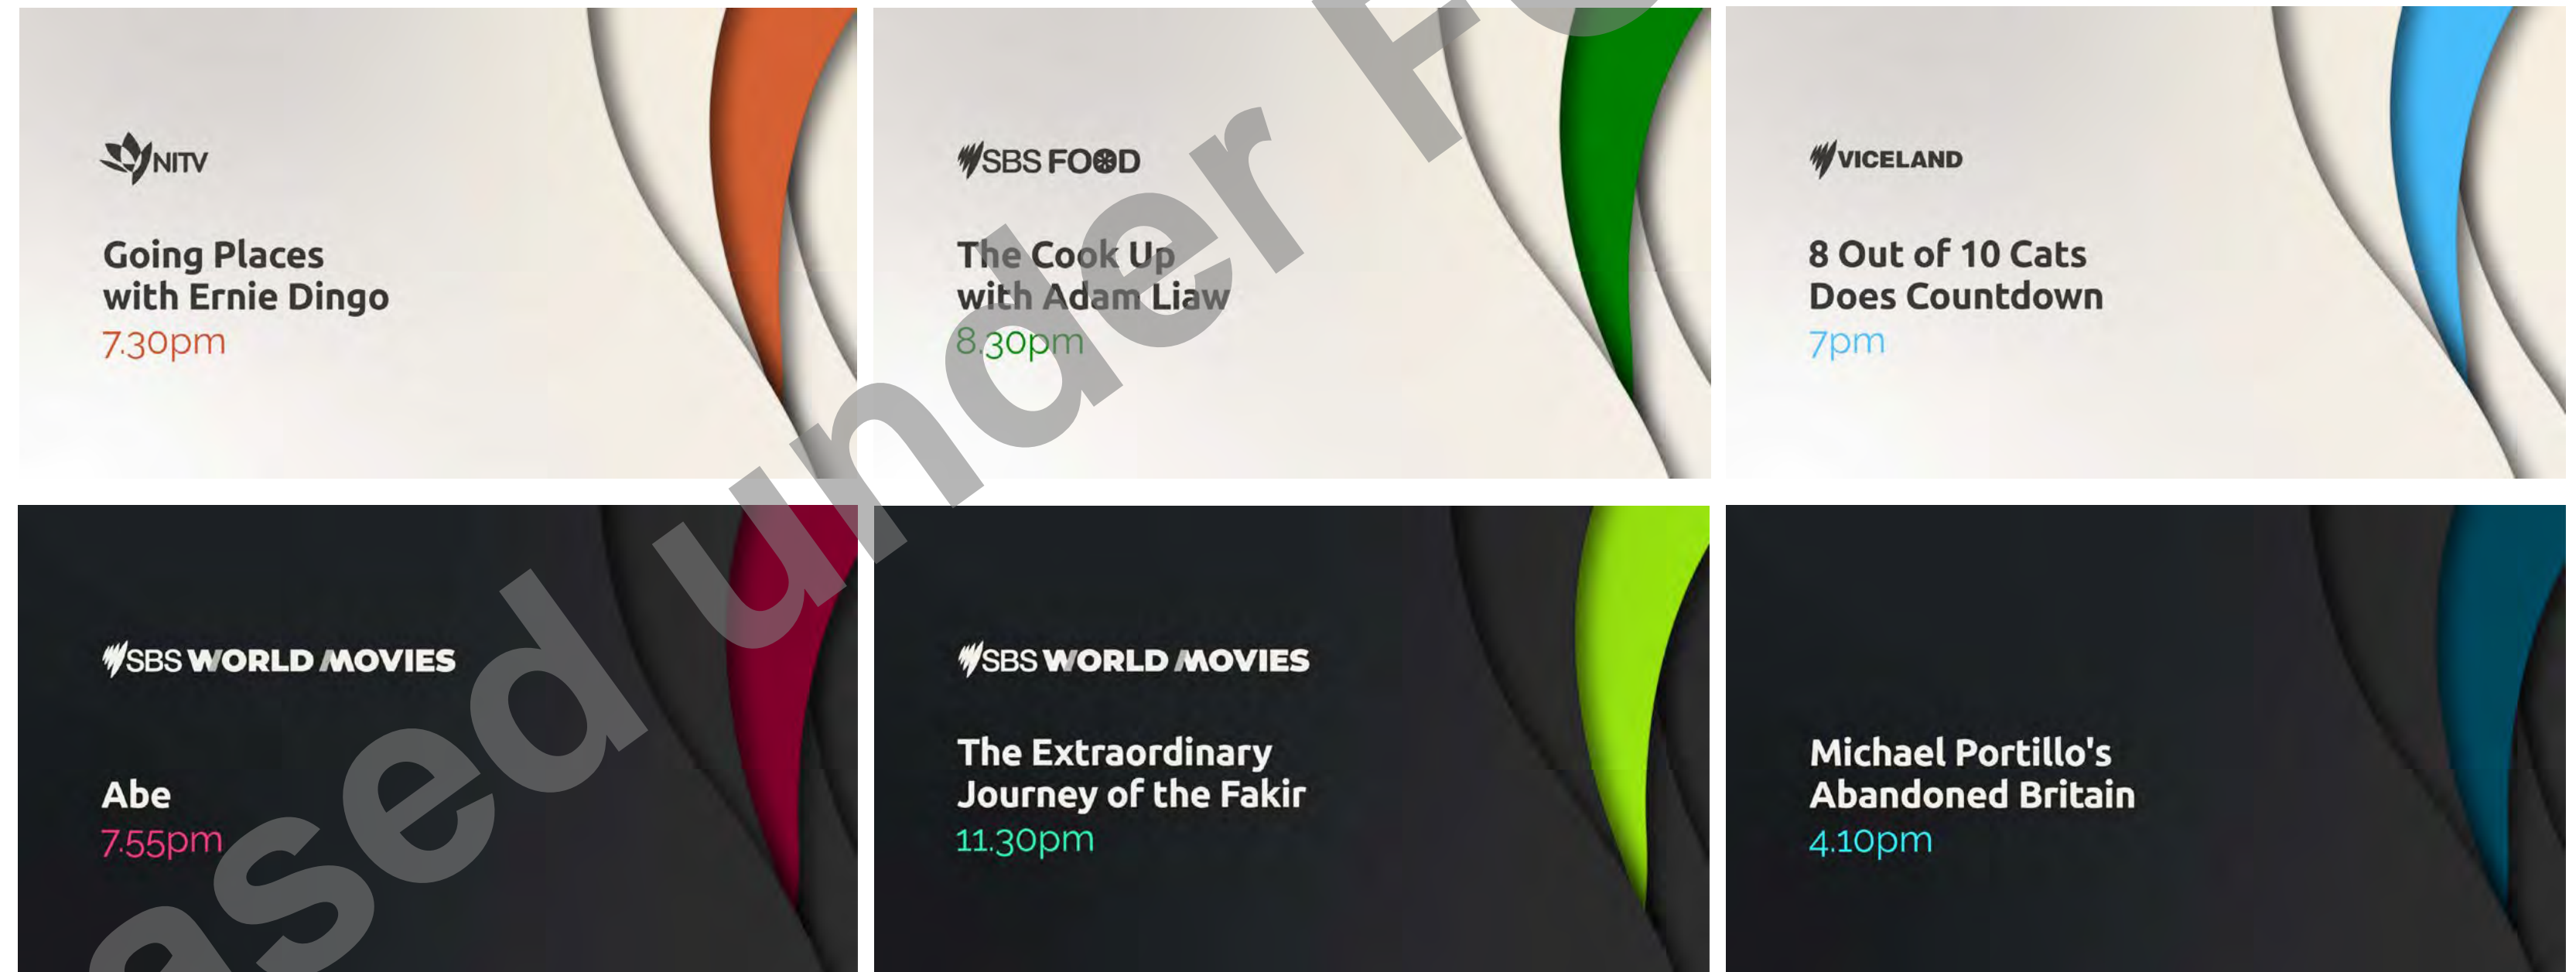 NITV
Going Places
with Ernie Dingo
7.30pm
SBS FOOD
The Cook Up
with Adam Liaw
8.30pm
VICELAND
8 Out of 10 Cats
Does Countdown
7pm
SBS WORLD MOVIES
Abe
7.55pm
SBS WORLD MOVIES
The Extraordinary
Journey of the Fakir
11.30pm
Michael Portillo's
Abandoned Britain
4.10pm
under